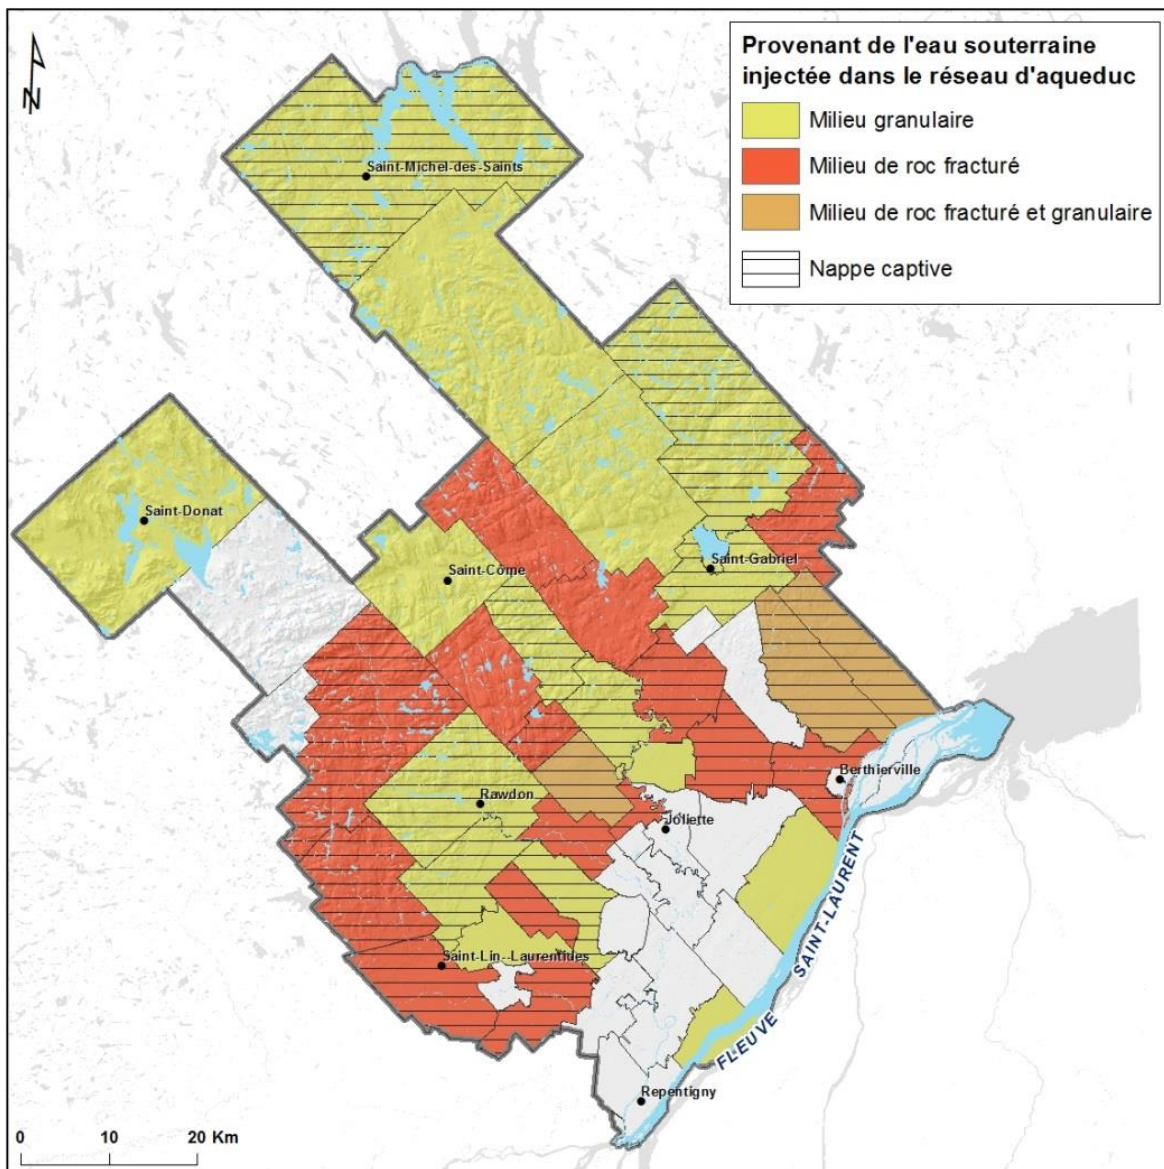 Provenant de l'eau souterraine
injectée dans le réseau d'aqueduc
Milieu granulaire
Milieu de roc fracturé
Milieu de roc fracturé et granulaire
Nappe captive
N
Saint-Michel-des-Saints
Saint-Donat
Saint-Gabriel
Saint-Côme
Berthierville
Rawdon
Joliette
Saint-Lin--Laurentides
FLEUVE SAINT-LAURENT
Repentigny
0 10 20 Km